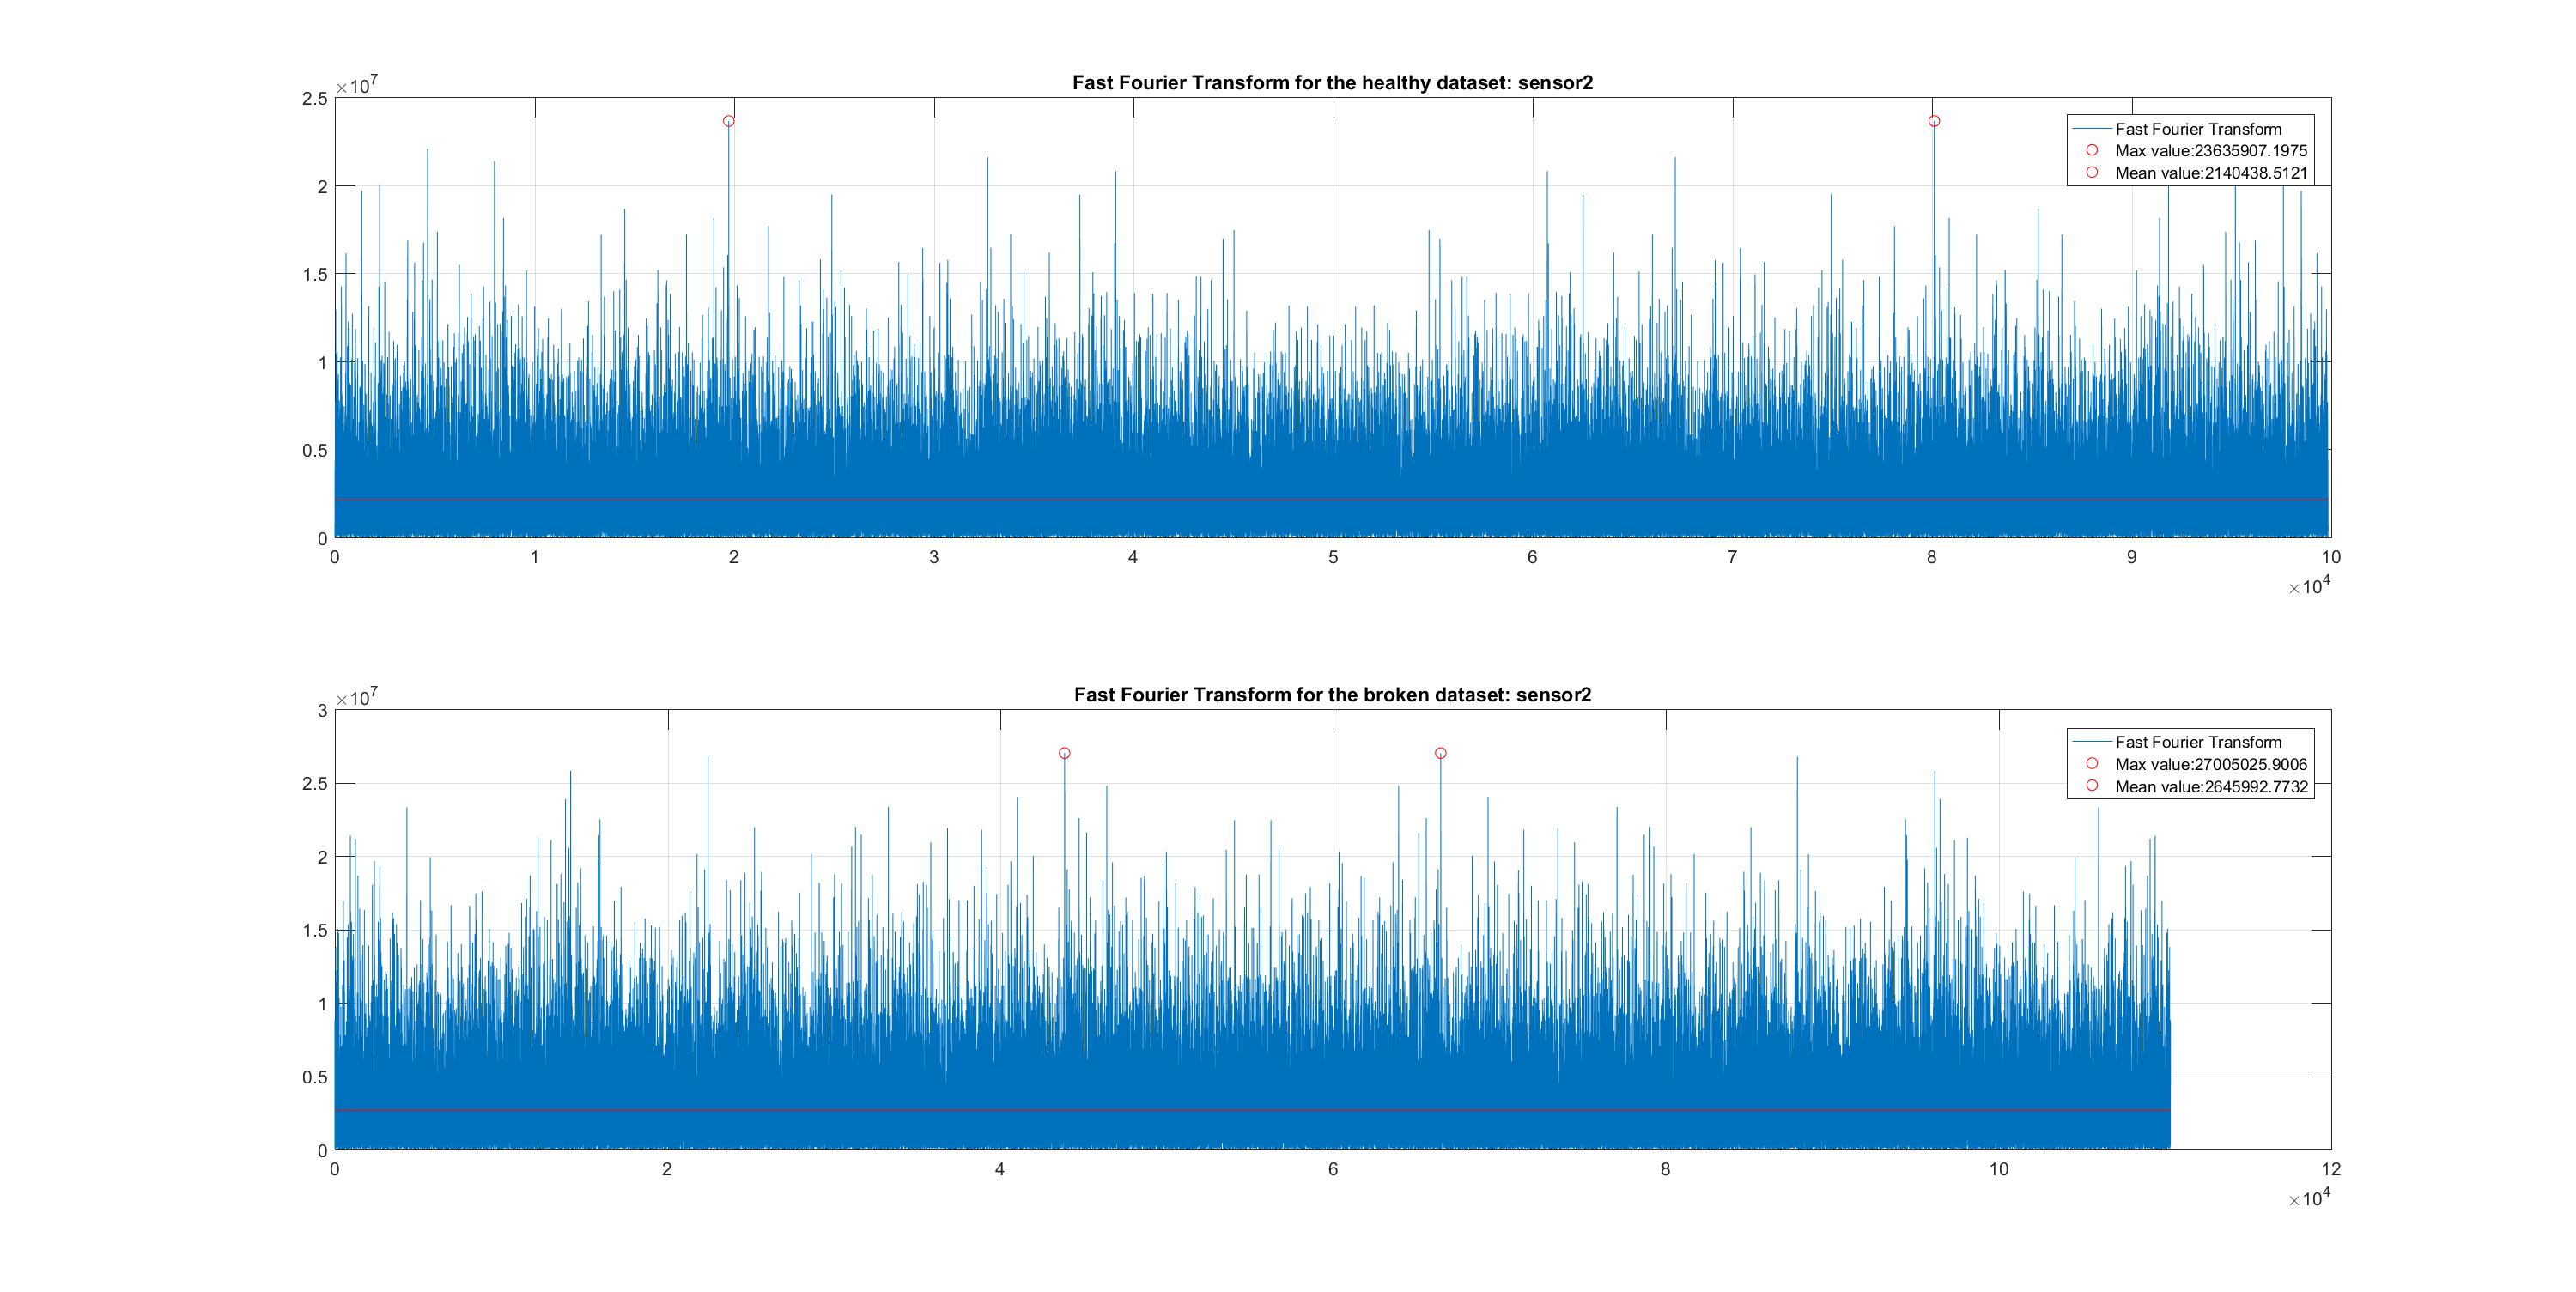 Fast Fourier Transform for the healthy dataset: sensor2
×10^7
2.5
2
1.5
1
0.5
0
Fast Fourier Transform
Max value:23635907.1975
Mean value:2140438.5121
0 1 2 3 4 5 6 7 8 9 10
×10^4
Fast Fourier Transform for the broken dataset: sensor2
×10^7
3
2.5
2
1.5
1
0.5
0
Fast Fourier Transform
Max value:27005025.9006
Mean value:2645992.7732
0 2 4 6 8 10 12
×10^4